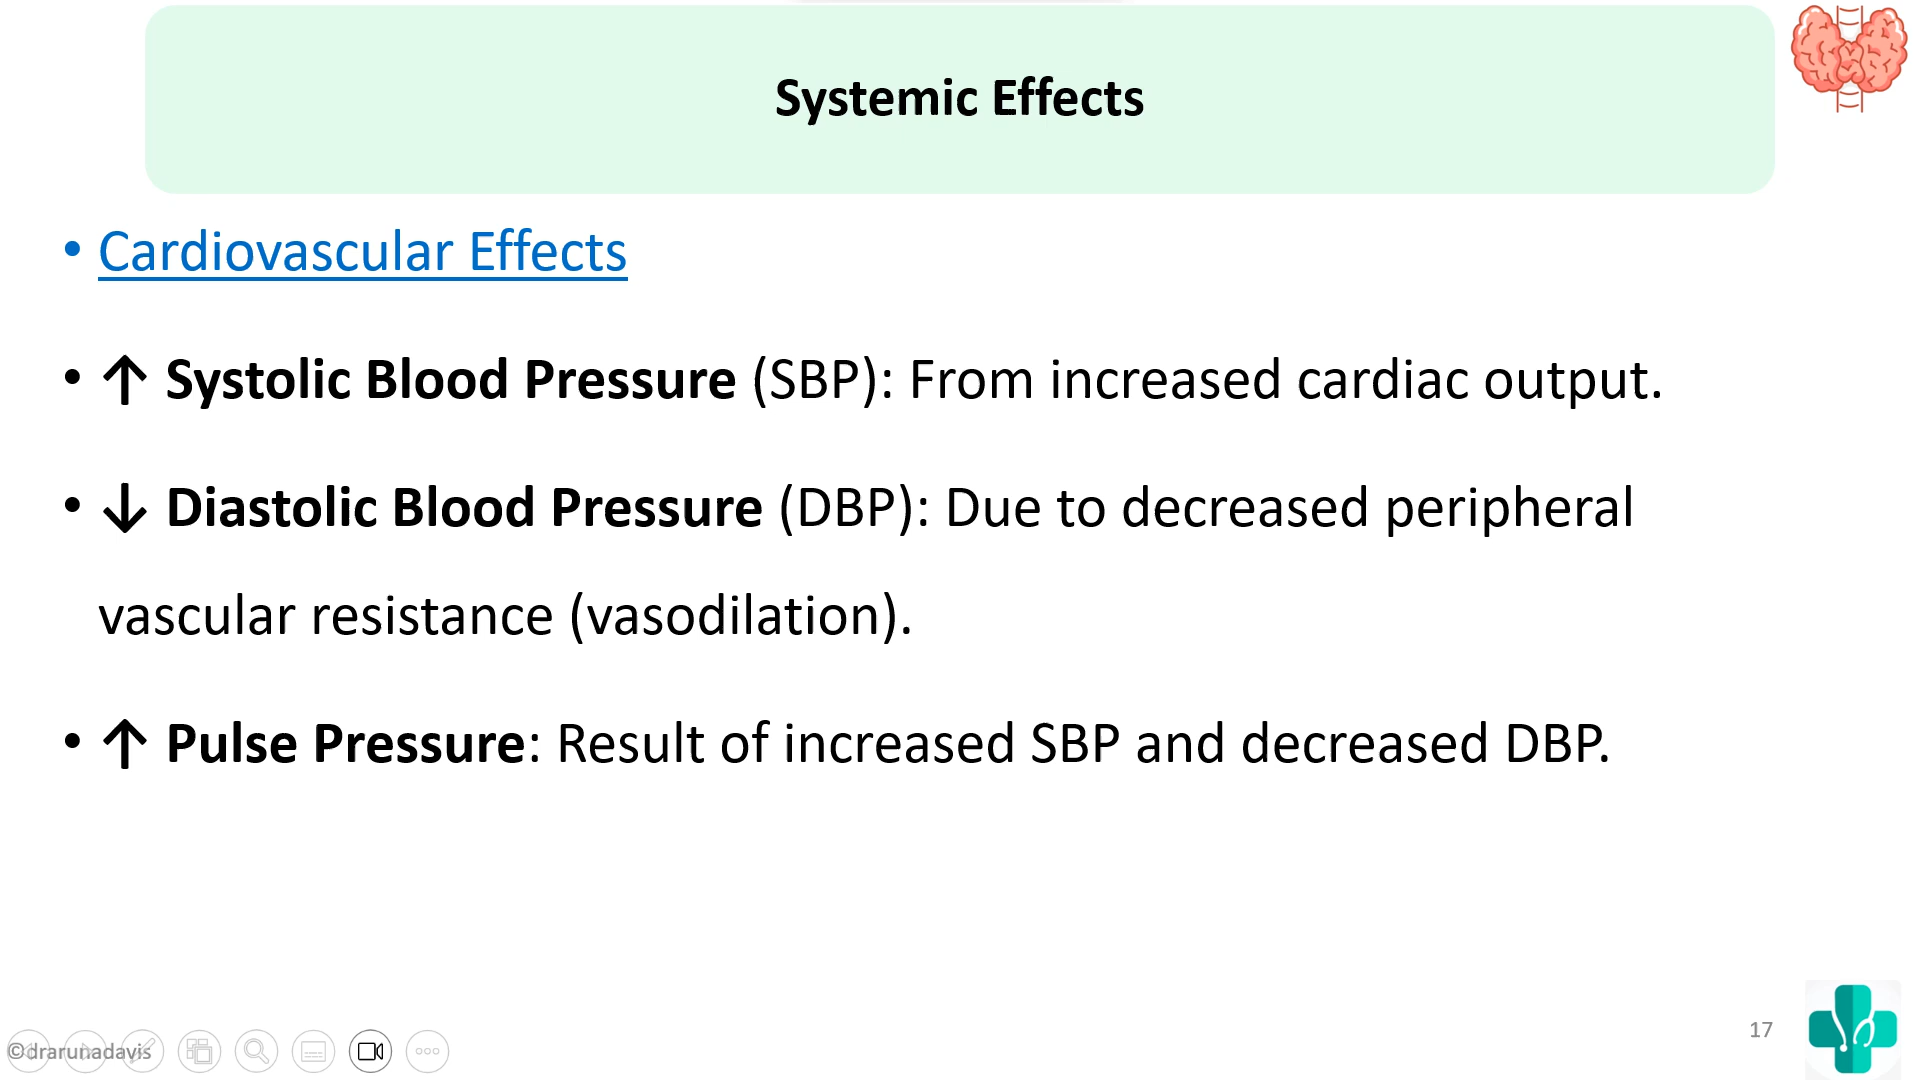 Systemic Effects
• Cardiovascular Effects
• ↑ Systolic Blood Pressure (SBP): From increased cardiac output.
• ↓ Diastolic Blood Pressure (DBP): Due to decreased peripheral
vascular resistance (vasodilation).
• ↑ Pulse Pressure: Result of increased SBP and decreased DBP.
17
©drarunadavis